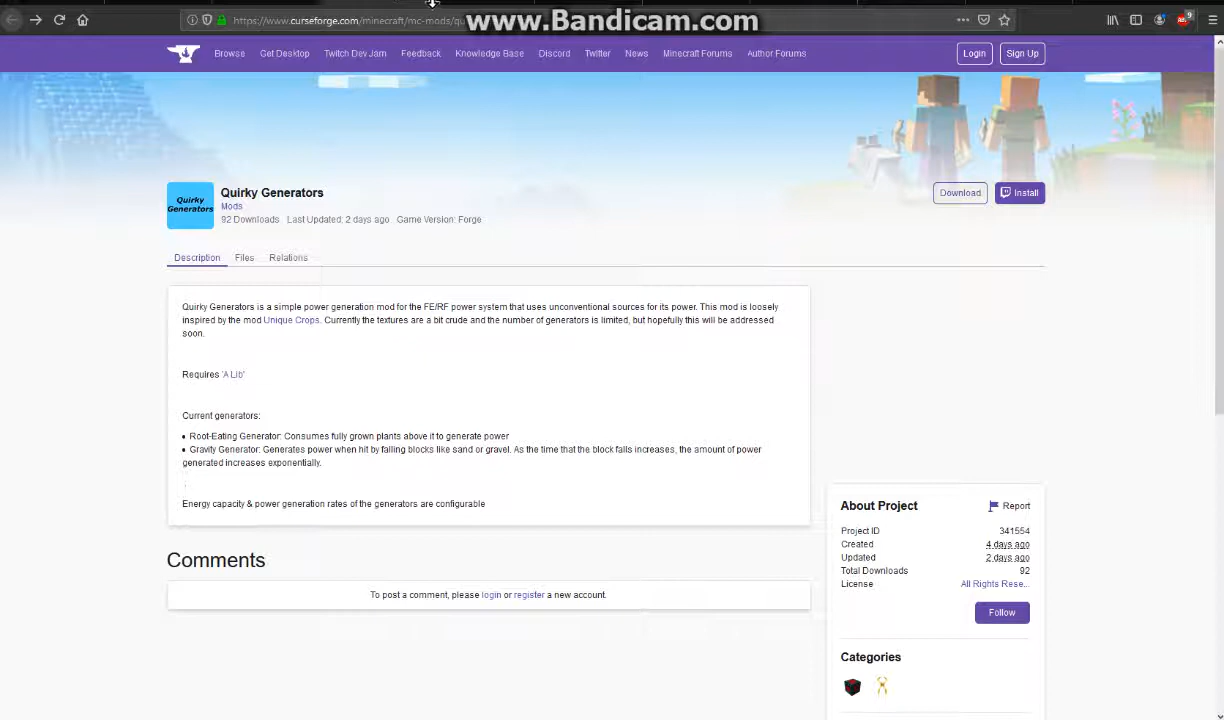 www.Bandicam.com
https://www.curseforge.com/minecraft/mc-mods/qu
9
Browse Get Desktop Twitch Dev Jam Feedback Knowledge Base Discord Twitter News Minecraft Forums Author Forums Login Sign Up
Quirky Generators
Quirky Generators
Mods
92 Downloads Last Updated: 2 days ago Game Version: Forge
Download Install
Description Files Relations
Quirky Generators is a simple power generation mod for the FE/RF power system that uses unconventional sources for its power. This mod is loosely
inspired by the mod Unique Crops. Currently the textures are a bit crude and the number of generators is limited, but hopefully this will be addressed
soon.
Requires 'A Lib'
Current generators:
• Root-Eating Generator: Consumes fully grown plants above it to generate power
• Gravity Generator: Generates power when hit by falling blocks like sand or gravel. As the time that the block falls increases, the amount of power
generated increases exponentially.
.
Energy capacity & power generation rates of the generators are configurable
Comments
To post a comment, please login or register a new account.
About Project Report
Project ID 341554
Created 4 days ago
Updated 2 days ago
Total Downloads 92
License All Rights Rese...
Follow
Categories